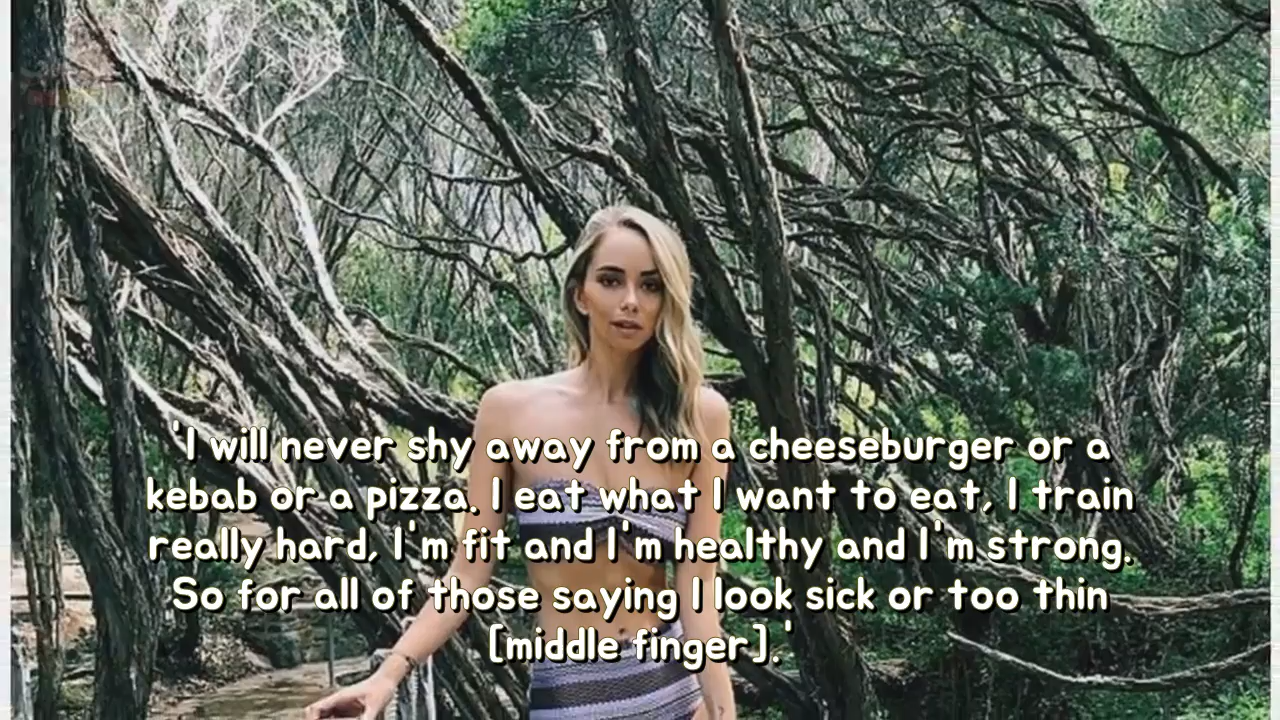 'I will never shy away from a cheeseburger or a
kebab or a pizza. I eat what I want to eat, I train
really hard, I'm fit and I'm healthy and I'm strong.
So for all of those saying I look sick or too thin
[middle finger].'